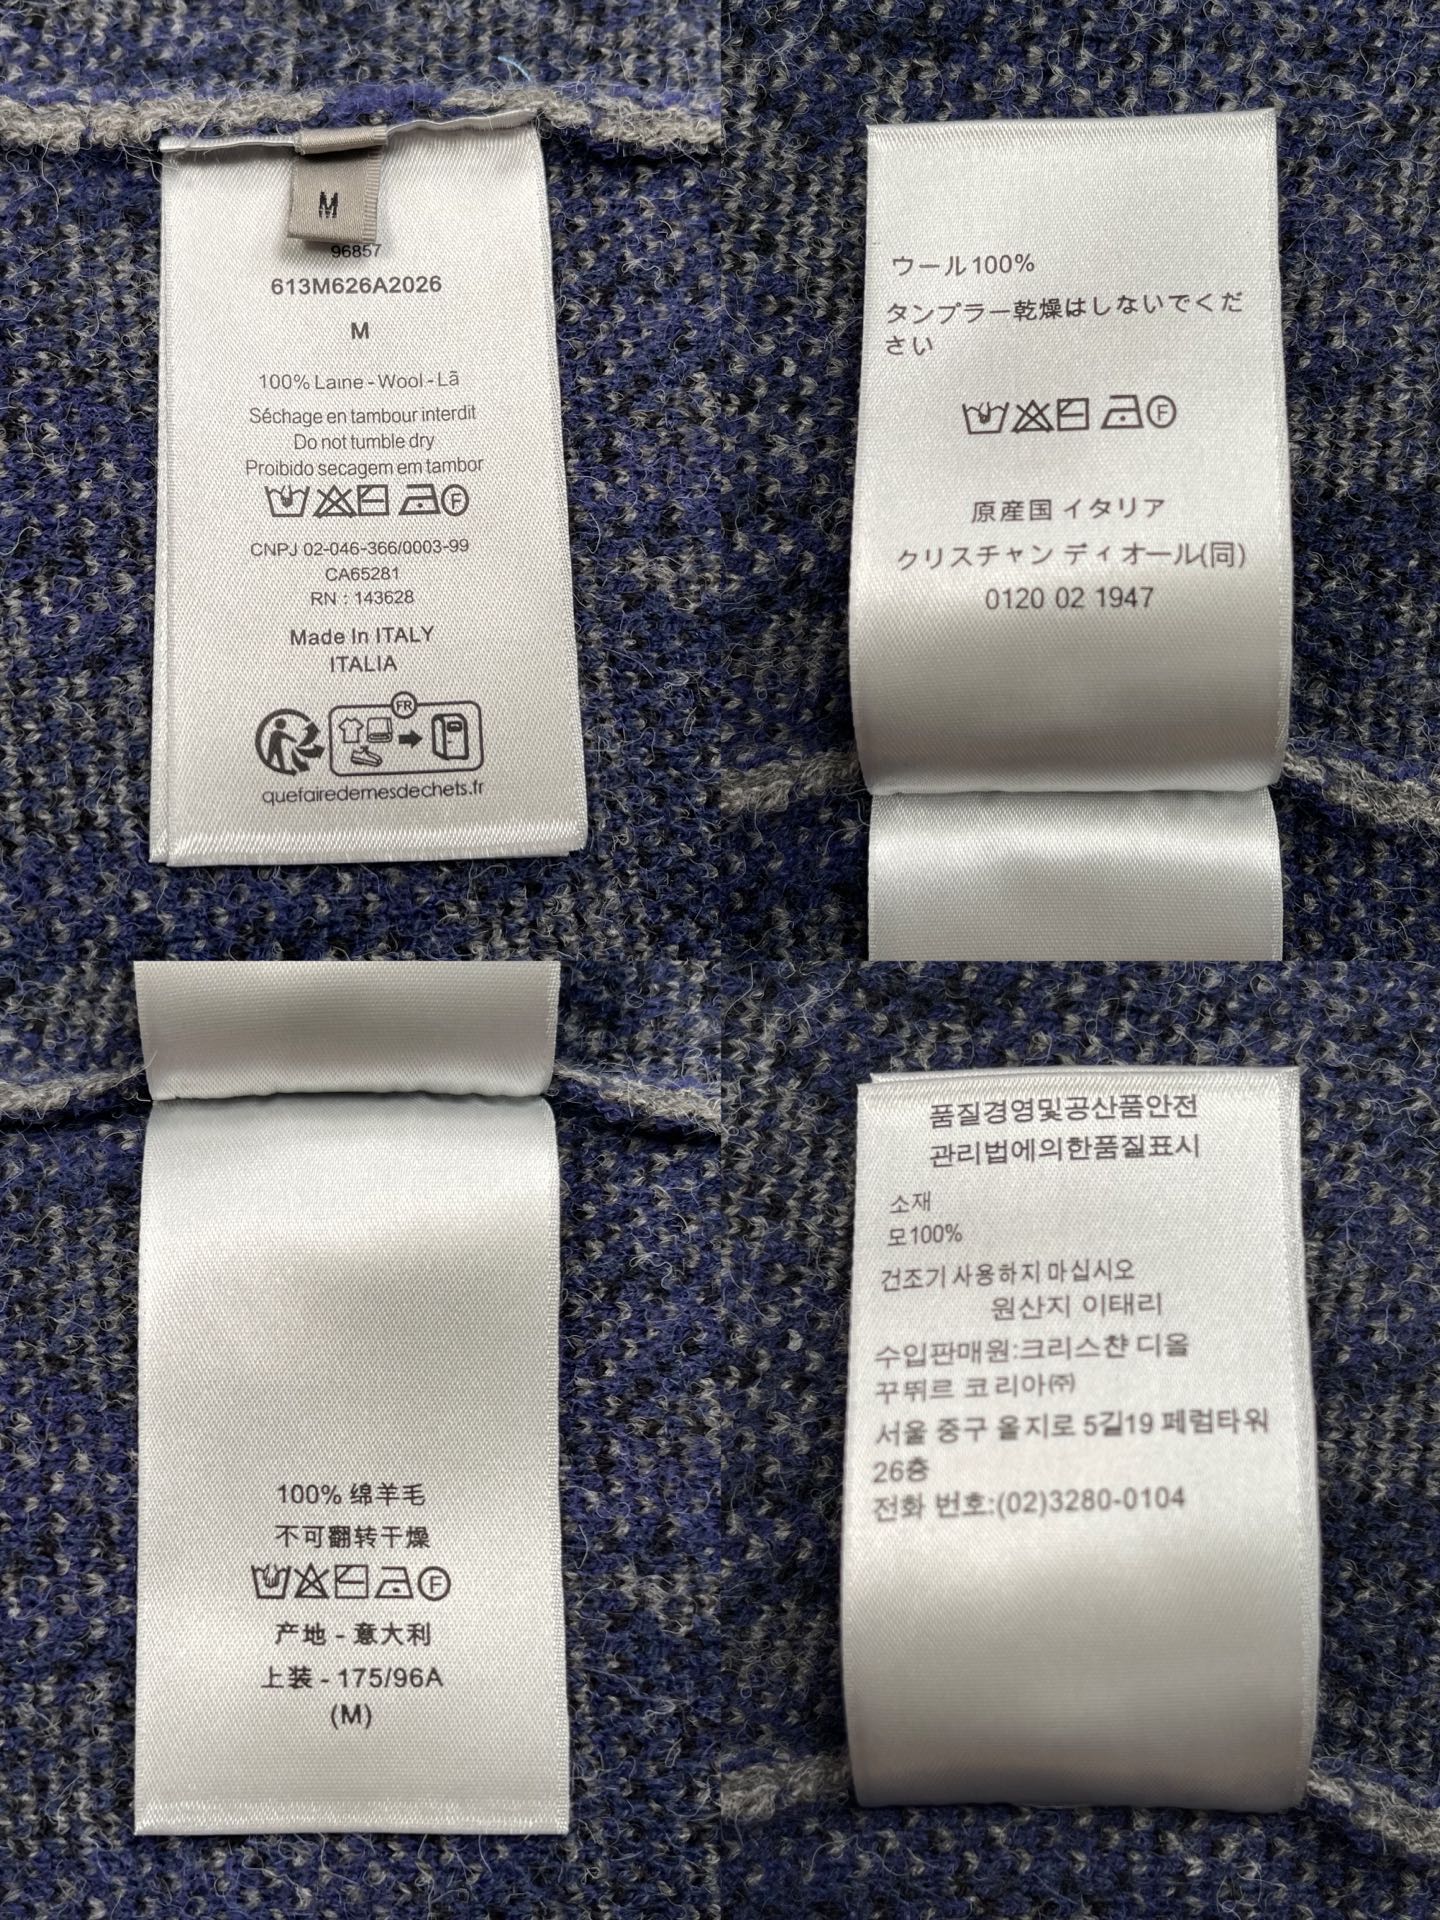 M
96857
613M626A2026
M
100% Laine - Wool - Lã
Séchage en tambour interdit
Do not tumble dry
Proibido secagem em tambor
F
CNPJ 02-046-366/0003-99
CA65281
RN : 143628
Made In ITALY
ITALIA
FR
quefairedemesdechets.fr
ウール100%
タンプラー乾燥はしないでくだ
さい
F
原産国 イタリア
クリスチャン ディオール(同)
0120 02 1947
100% 绵羊毛
不可翻转干燥
F
产地 - 意大利
上装 - 175/96A
(M)
품질경영및공산품안전
관리법에의한품질표시
소재
모100%
건조기 사용하지 마십시오
원산지 이태리
수입판매원:크리스챤 디올
꾸뛰르 코리아㈜
서울 중구 올지로 5길19 페럼타워
26층
전화 번호:(02)3280-0104